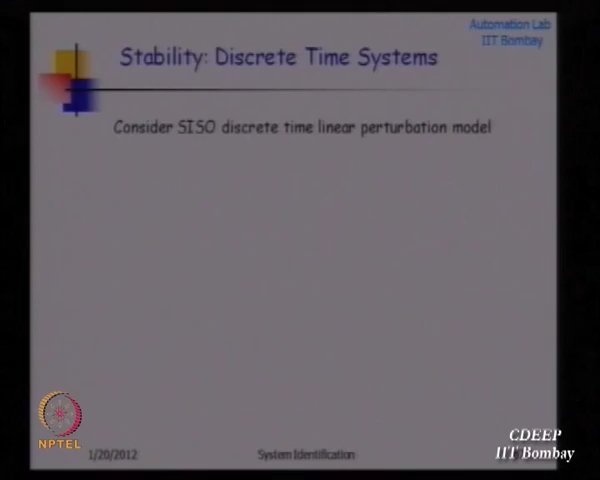 Automation Lab
IIT Bombay
Stability: Discrete Time Systems
Consider SISO discrete time linear perturbation model
NPTEL
1/20/2012
System Identification
CDEEP
IIT Bombay